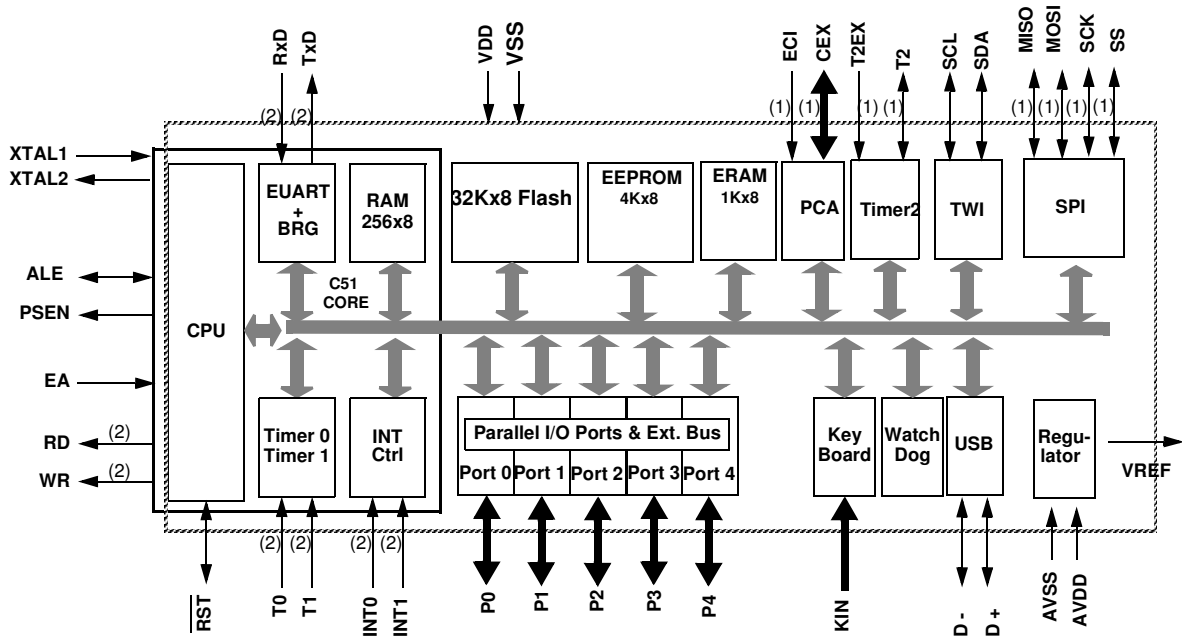 RxD
TxD
VDD
VSS
ECI
CEX
T2EX
T2
SCL
SDA
MISO
MOSI
SCK
SS
(2) (2)
(1) (1) (1) (1)
(1) (1) (1) (1)
XTAL1
XTAL2
ALE
PSEN
EA
RD (2)
WR (2)
CPU
EUART
+
BRG
RAM
256x8
C51
CORE
32Kx8 Flash
EEPROM
4Kx8
ERAM
1Kx8
PCA
Timer2
TWI
SPI
Timer 0
Timer 1
INT
Ctrl
Parallel I/O Ports & Ext. Bus
Port 0 Port 1 Port 2 Port 3 Port 4
Key
Board
Watch
Dog
USB
Regu-
lator
VREF
(2) (2) (2) (2)
RST
T0
T1
INT0
INT1
P0
P1
P2
P3
P4
KIN
D -
D +
AVSS
AVDD